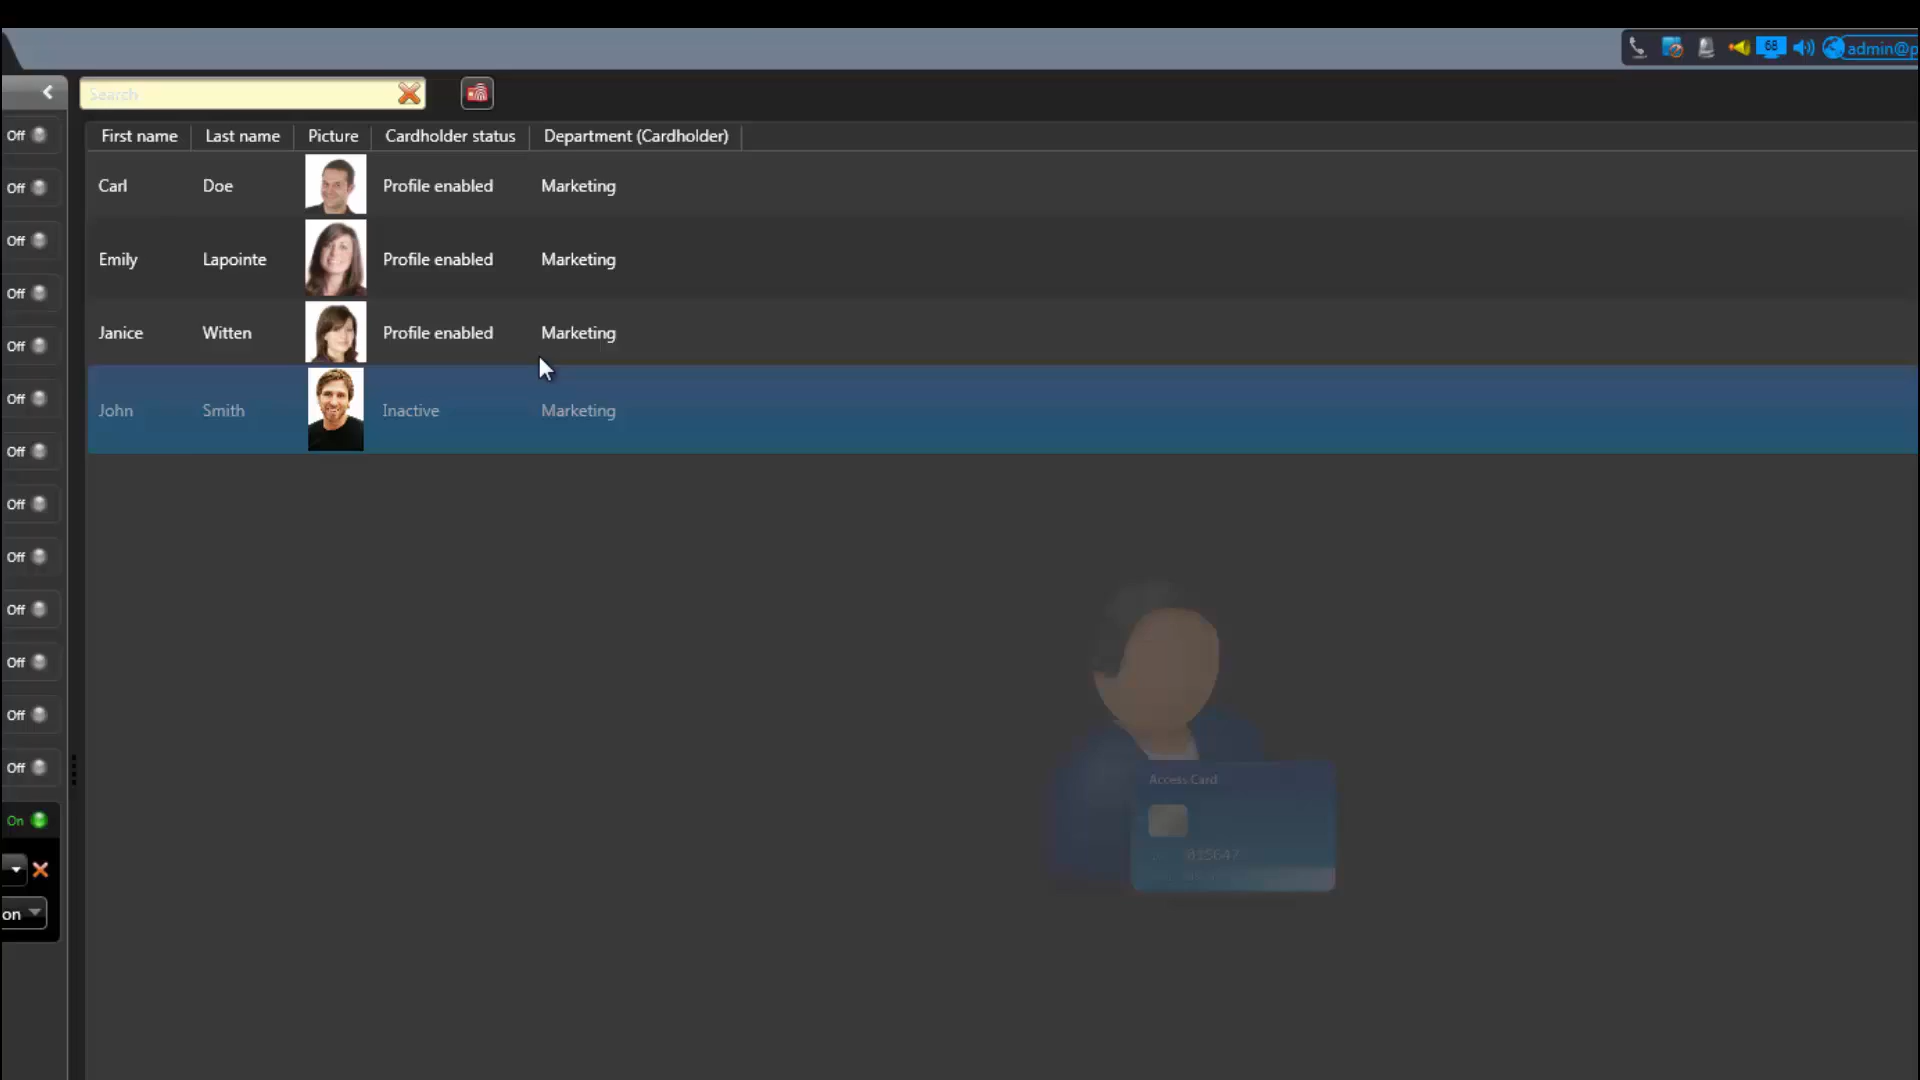 68
admin@p
Search
First name Last name Picture Cardholder status Department (Cardholder)
Carl Doe Profile enabled Marketing
Emily Lapointe Profile enabled Marketing
Janice Witten Profile enabled Marketing
John Smith Inactive Marketing
Off
Off
Off
Off
Off
Off
Off
Off
Off
Off
Off
Off
Off
On
on
Access Card